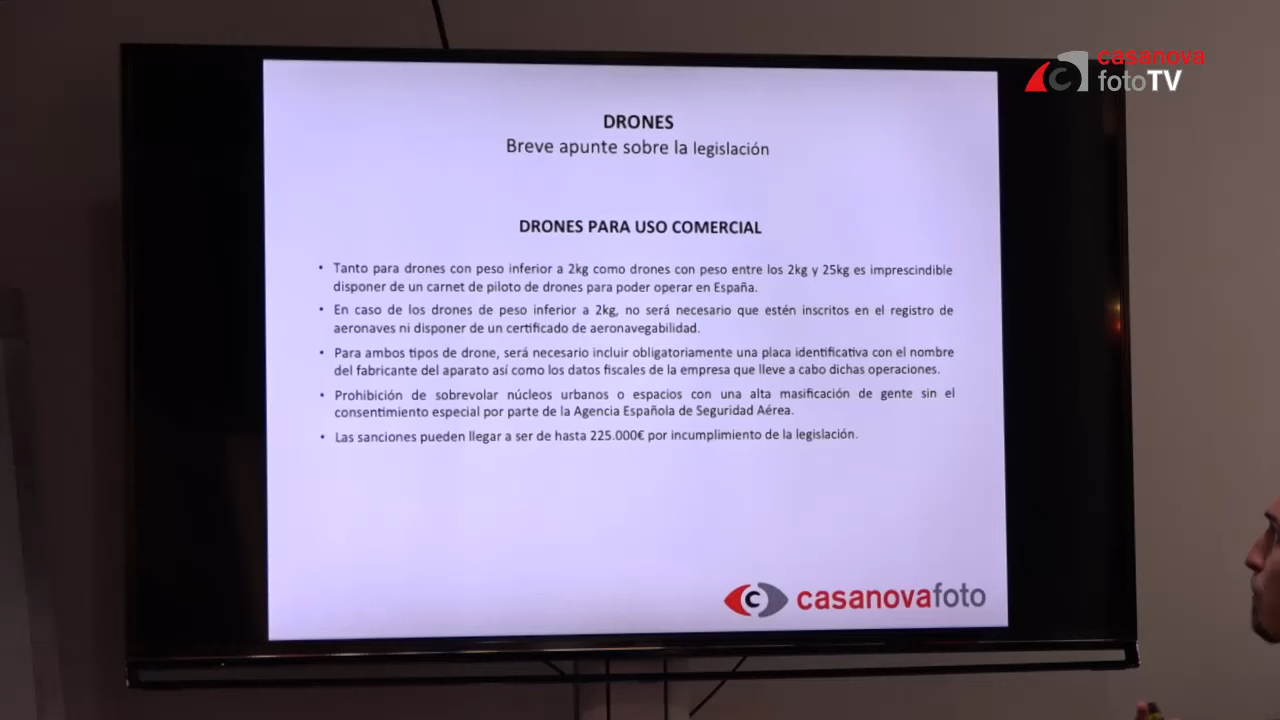 casanova
fotoTV
DRONES
Breve apunte sobre la legislación
DRONES PARA USO COMERCIAL
• Tanto para drones con peso inferior a 2kg como drones con peso entre los 2kg y 25kg es imprescindible
disponer de un carnet de piloto de drones para poder operar en España.
• En caso de los drones de peso inferior a 2kg, no será necesario que estén inscritos en el registro de
aeronaves ni disponer de un certificado de aeronavegabilidad.
• Para ambos tipos de drone, será necesario incluir obligatoriamente una placa identificativa con el nombre
del fabricante del aparato así como los datos fiscales de la empresa que lleve a cabo dichas operaciones.
• Prohibición de sobrevolar núcleos urbanos o espacios con una alta masificación de gente sin el
consentimiento especial por parte de la Agencia Española de Seguridad Aérea.
• Las sanciones pueden llegar a ser de hasta 225.000€ por incumplimiento de la legislación.
casanovafoto